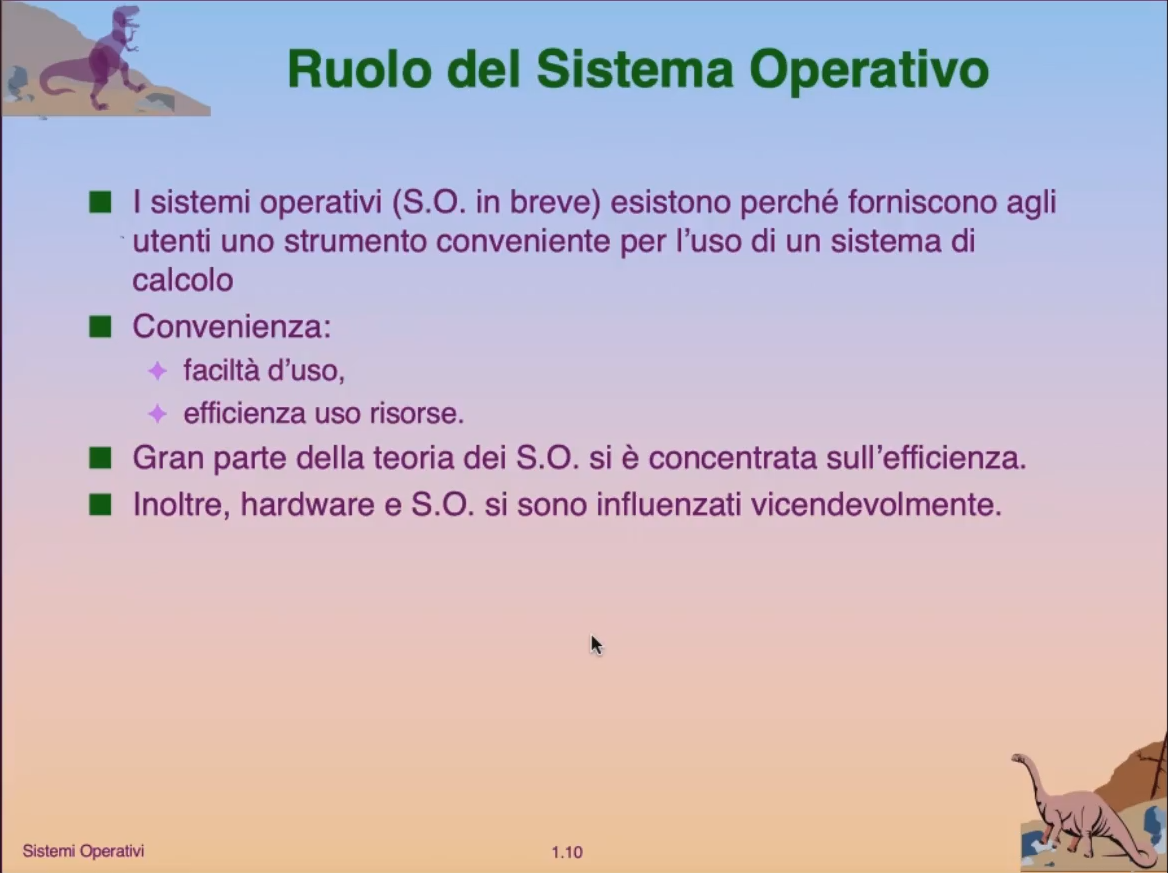 Ruolo del Sistema Operativo
I sistemi operativi (S.O. in breve) esistono perché forniscono agli
utenti uno strumento conveniente per l'uso di un sistema di
calcolo
Convenienza:
faciltà d'uso,
efficienza uso risorse.
Gran parte della teoria dei S.O. si è concentrata sull'efficienza.
Inoltre, hardware e S.O. si sono influenzati vicendevolmente.
Sistemi Operativi
1.10